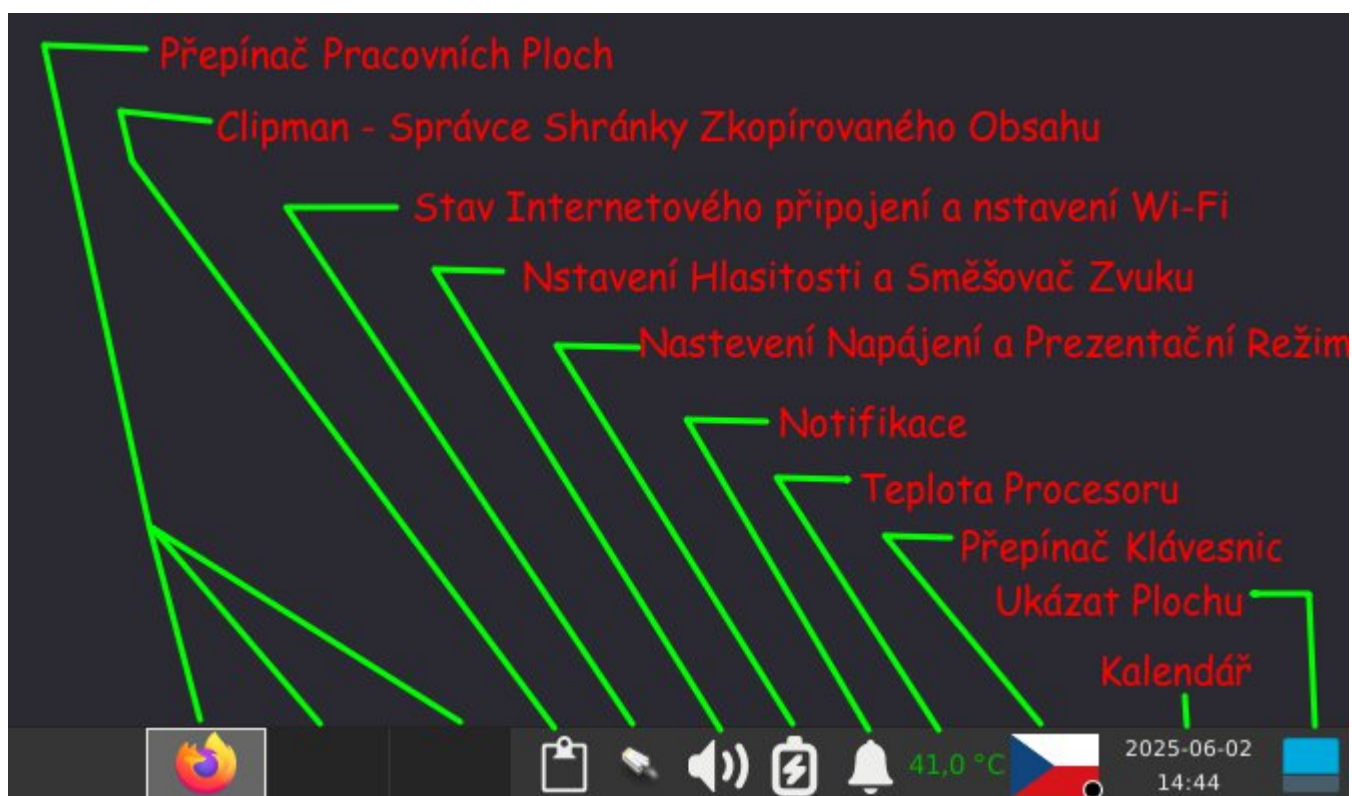 Přepínač Pracovních Ploch
Clipman - Správce Shránky Zkopírovaného Obsahu
Stav Internetového připojení a nstavení Wi-Fi
Nstavení Hlasitosti a Směšovač Zvuku
Nastevení Napájení a Prezentační Režim
Notifikace
Teplota Procesoru
Přepínač Klávesnic
Ukázat Plochu
Kalendář
41,0 °C
2025-06-02
14:44